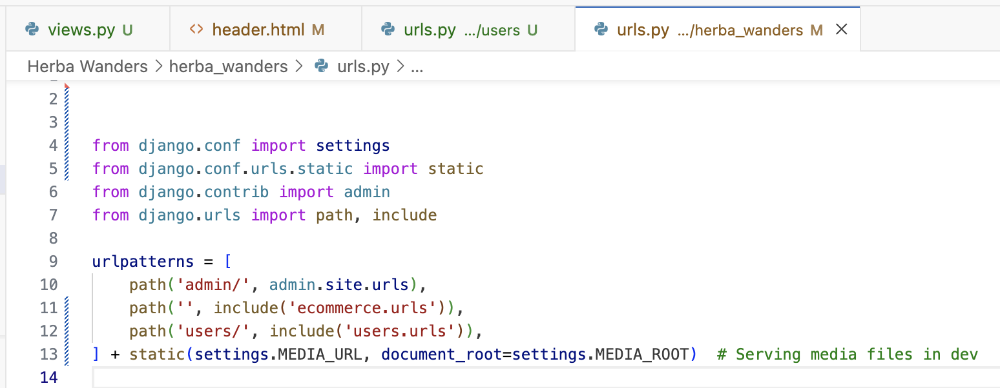 views.py U
<> header.html M
urls.py .../users U
urls.py .../herba_wanders M ×
Herba Wanders > herba_wanders > urls.py > ...
2
3
4 from django.conf import settings
5 from django.conf.urls.static import static
6 from django.contrib import admin
7 from django.urls import path, include
8
9 urlpatterns = [
10     path('admin/', admin.site.urls),
11     path('', include('ecommerce.urls')),
12     path('users/', include('users.urls')),
13 ] + static(settings.MEDIA_URL, document_root=settings.MEDIA_ROOT)  # Serving media files in dev
14